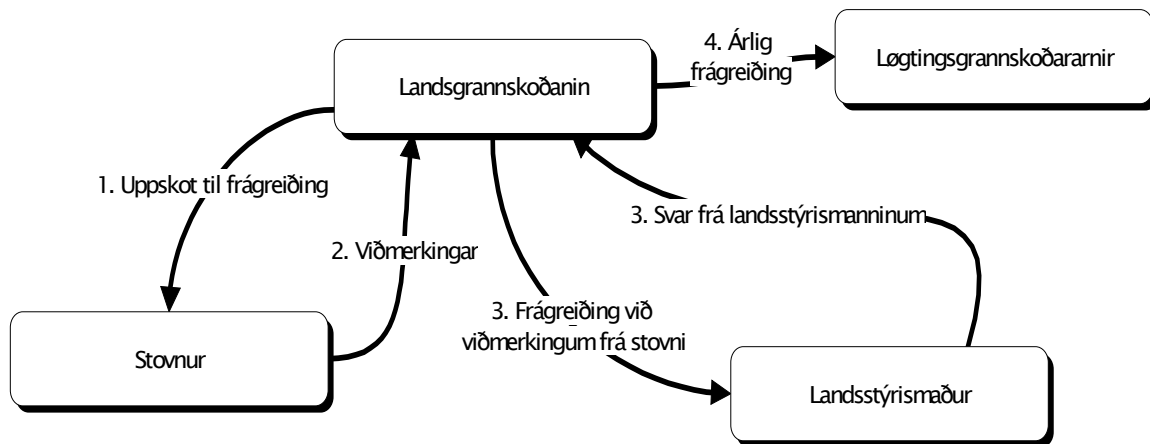 4. Árlig
frágreiðing
Løgtingsgrannskoðararnir
Landsgrannskoðanin
1. Uppskot til frágreiðing
3. Svar frá landsstýrismanninum
2. Viðmerkingar
3. Frágreiðing við
viðmerkingum frá stovni
Stovnur
Landsstýrismaður